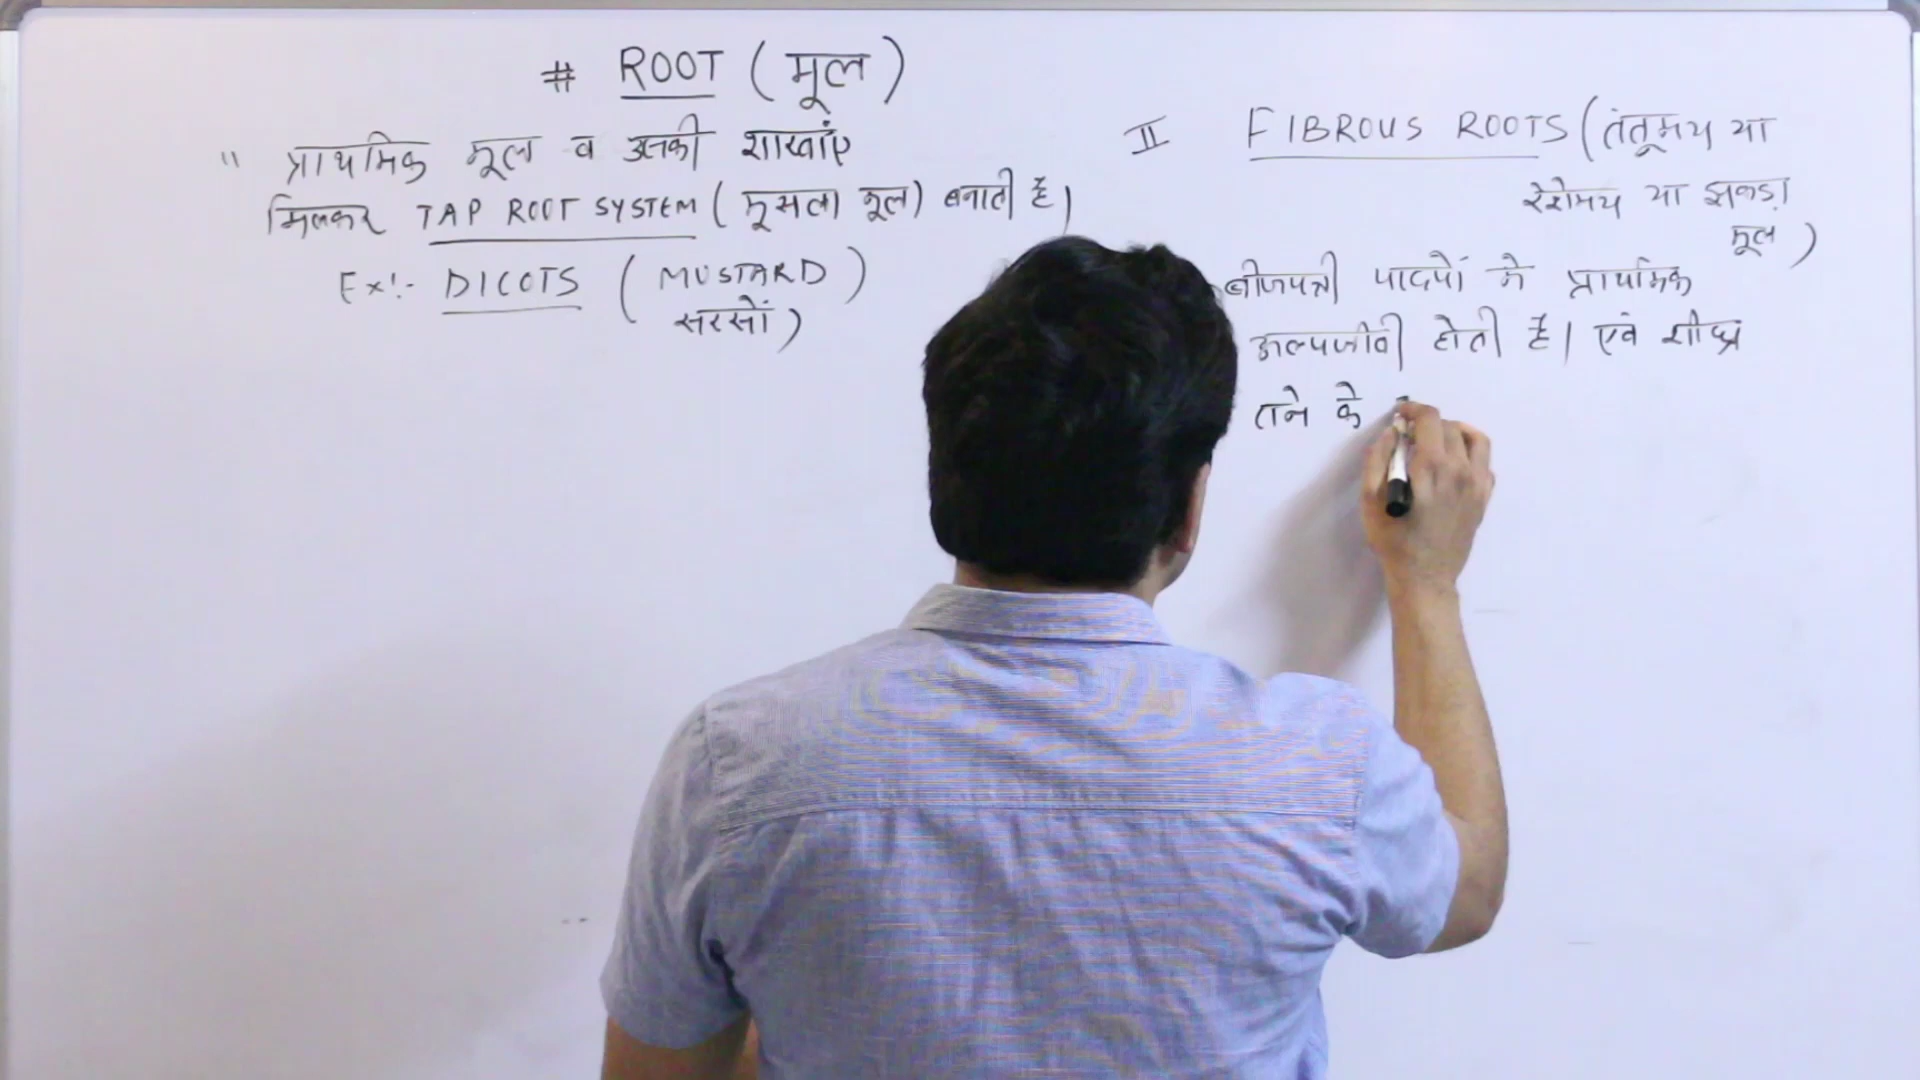 # ROOT (मूल)
" प्राथमिक मूल व उसकी शाखांए
मिलकर TAP ROOT SYSTEM (मूसला मूल) बनाती है।
Ex:- DICOTS (MUSTARD)
सरसों)
II FIBROUS ROOTS (तंतूमय या
रेशेमय या झकड़ा
मूल)
बीजपत्री पादपों मे प्राथमिक
अल्पजीवी होती है। एवं शीघ्र
तने के